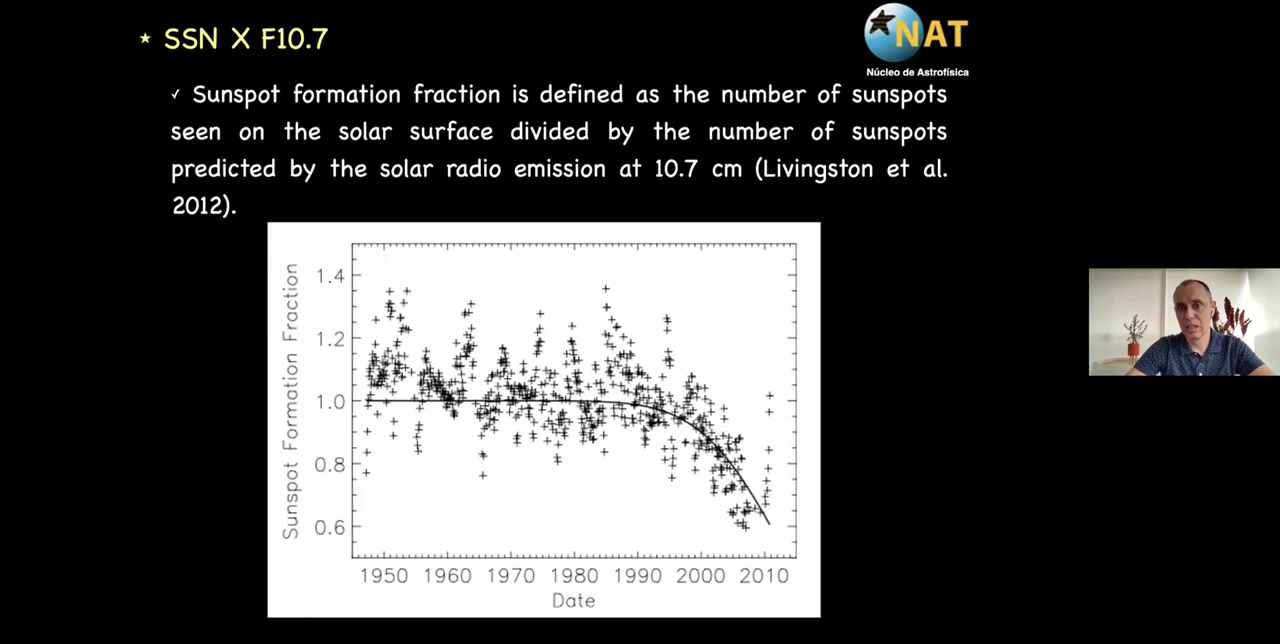 ★ SSN X F10.7
NAT
Núcleo de Astrofísica
✓ Sunspot formation fraction is defined as the number of sunspots
seen on the solar surface divided by the number of sunspots
predicted by the solar radio emission at 10.7 cm (Livingston et al.
2012).
Sunspot Formation Fraction
1.4
1.2
1.0
0.8
0.6
1950 1960 1970 1980 1990 2000 2010
Date